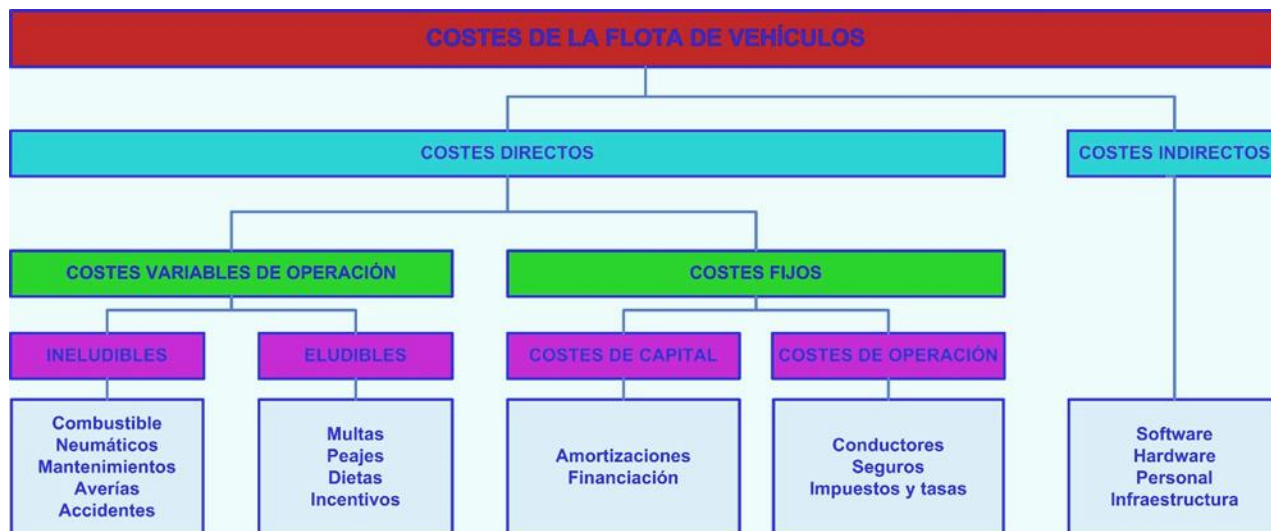 COSTES DE LA FLOTA DE VEHÍCULOS
COSTES DIRECTOS
COSTES INDIRECTOS
COSTES VARIABLES DE OPERACIÓN
COSTES FIJOS
INELUDIBLES
ELUDIBLES
COSTES DE CAPITAL
COSTES DE OPERACIÓN
Combustible
Neumáticos
Mantenimientos
Averías
Accidentes
Multas
Peajes
Dietas
Incentivos
Amortizaciones
Financiación
Conductores
Seguros
Impuestos y tasas
Software
Hardware
Personal
Infraestructura